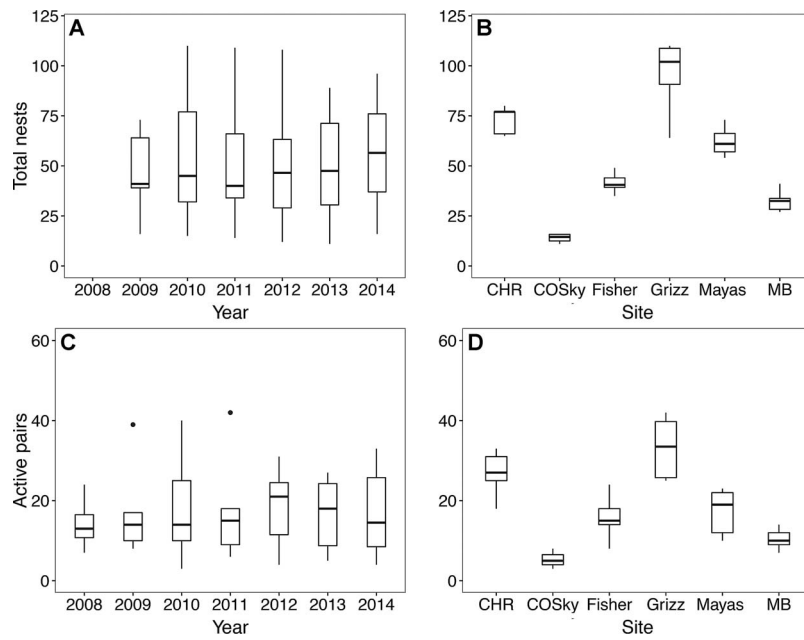 A
B
Total nests
125
100
75
50
25
0
2008 2009 2010 2011 2012 2013 2014
Year
125
100
75
50
25
0
CHR COSky Fisher Grizz Mayas MB
Site
C
D
Active pairs
60
40
20
0
2008 2009 2010 2011 2012 2013 2014
Year
60
40
20
0
CHR COSky Fisher Grizz Mayas MB
Site